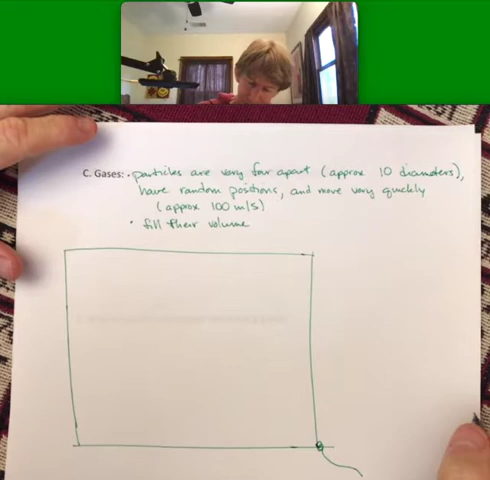 C. Gases: • particles are very far apart (approx 10 diameters),
have random positions, and move very quickly
(approx 100 m/s)
• fill their volume